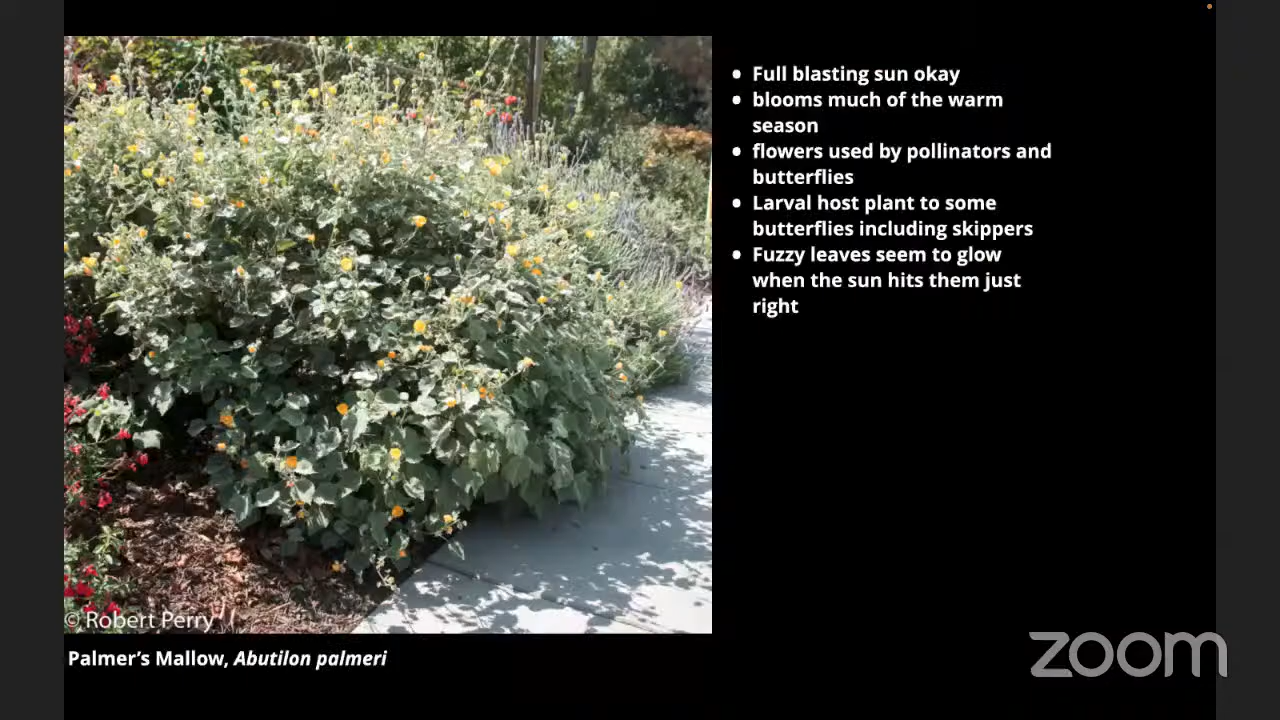 Full blasting sun okay
blooms much of the warm
season
flowers used by pollinators and
butterflies
Larval host plant to some
butterflies including skippers
Fuzzy leaves seem to glow
when the sun hits them just
right
© Robert Perry
Palmer’s Mallow, Abutilon palmeri
zoom